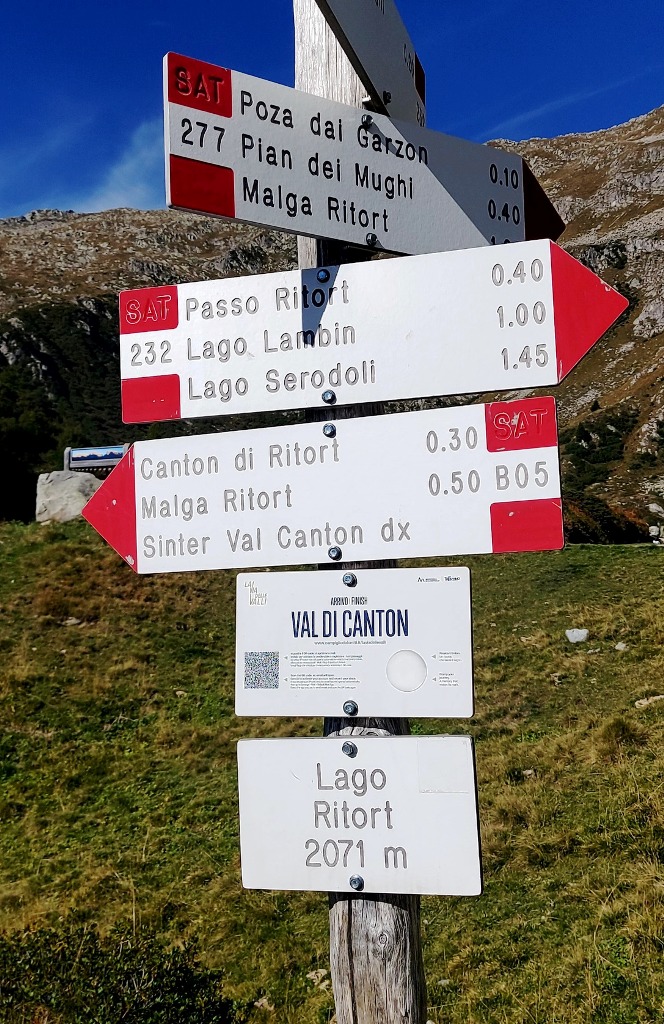 SAT
277
Poza dai Garzon 0.10
Pian dei Mughi 0.40
Malga Ritort
SAT
232
Passo Ritort 0.40
Lago Lambin 1.00
Lago Serodoli 1.45
Canton di Ritort 0.30
Malga Ritort 0.50
Sinter Val Canton dx
SAT
B05
ARRIVO | FINISH
VAL DI CANTON
Lago
Ritort
2071 m